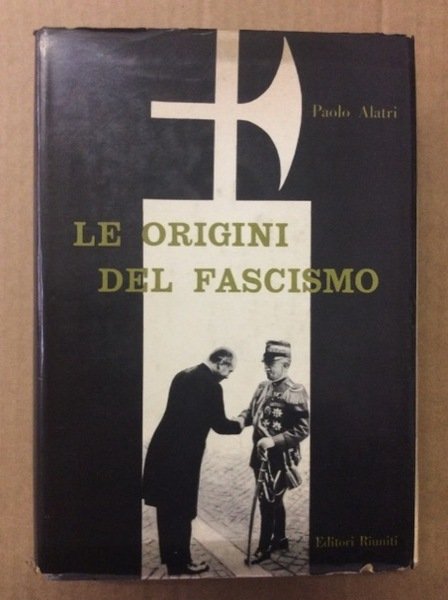 Paolo Alatri
LE ORIGINI
DEL FASCISMO
Editori Riuniti